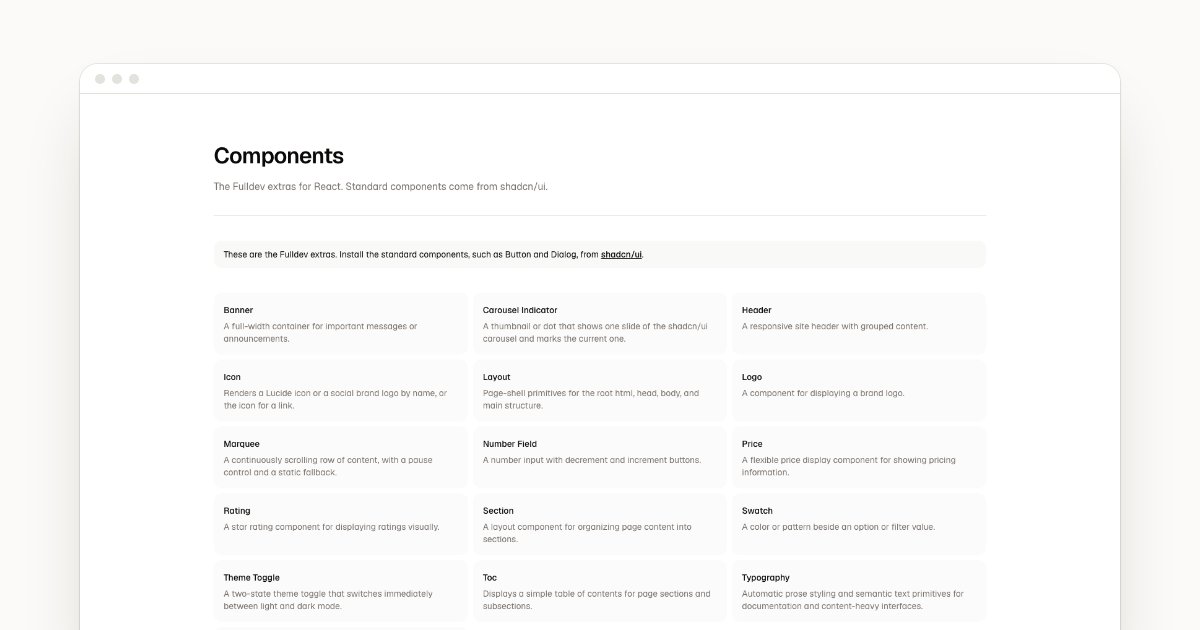 Components
The Fulldev extras for React. Standard components come from shadcn/ui.
These are the Fulldev extras. Install the standard components, such as Button and Dialog, from shadcn/ui.
Banner
A full-width container for important messages or
announcements.
Carousel Indicator
A thumbnail or dot that shows one slide of the shadcn/ui
carousel and marks the current one.
Header
A responsive site header with grouped content.
Icon
Renders a Lucide icon or a social brand logo by name, or
the icon for a link.
Layout
Page-shell primitives for the root html, head, body, and
main structure.
Logo
A component for displaying a brand logo.
Marquee
A continuously scrolling row of content, with a pause
control and a static fallback.
Number Field
A number input with decrement and increment buttons.
Price
A flexible price display component for showing pricing
information.
Rating
A star rating component for displaying ratings visually.
Section
A layout component for organizing page content into
sections.
Swatch
A color or pattern beside an option or filter value.
Theme Toggle
A two-state theme toggle that switches immediately
between light and dark mode.
Toc
Displays a simple table of contents for page sections and
subsections.
Typography
Automatic prose styling and semantic text primitives for
documentation and content-heavy interfaces.